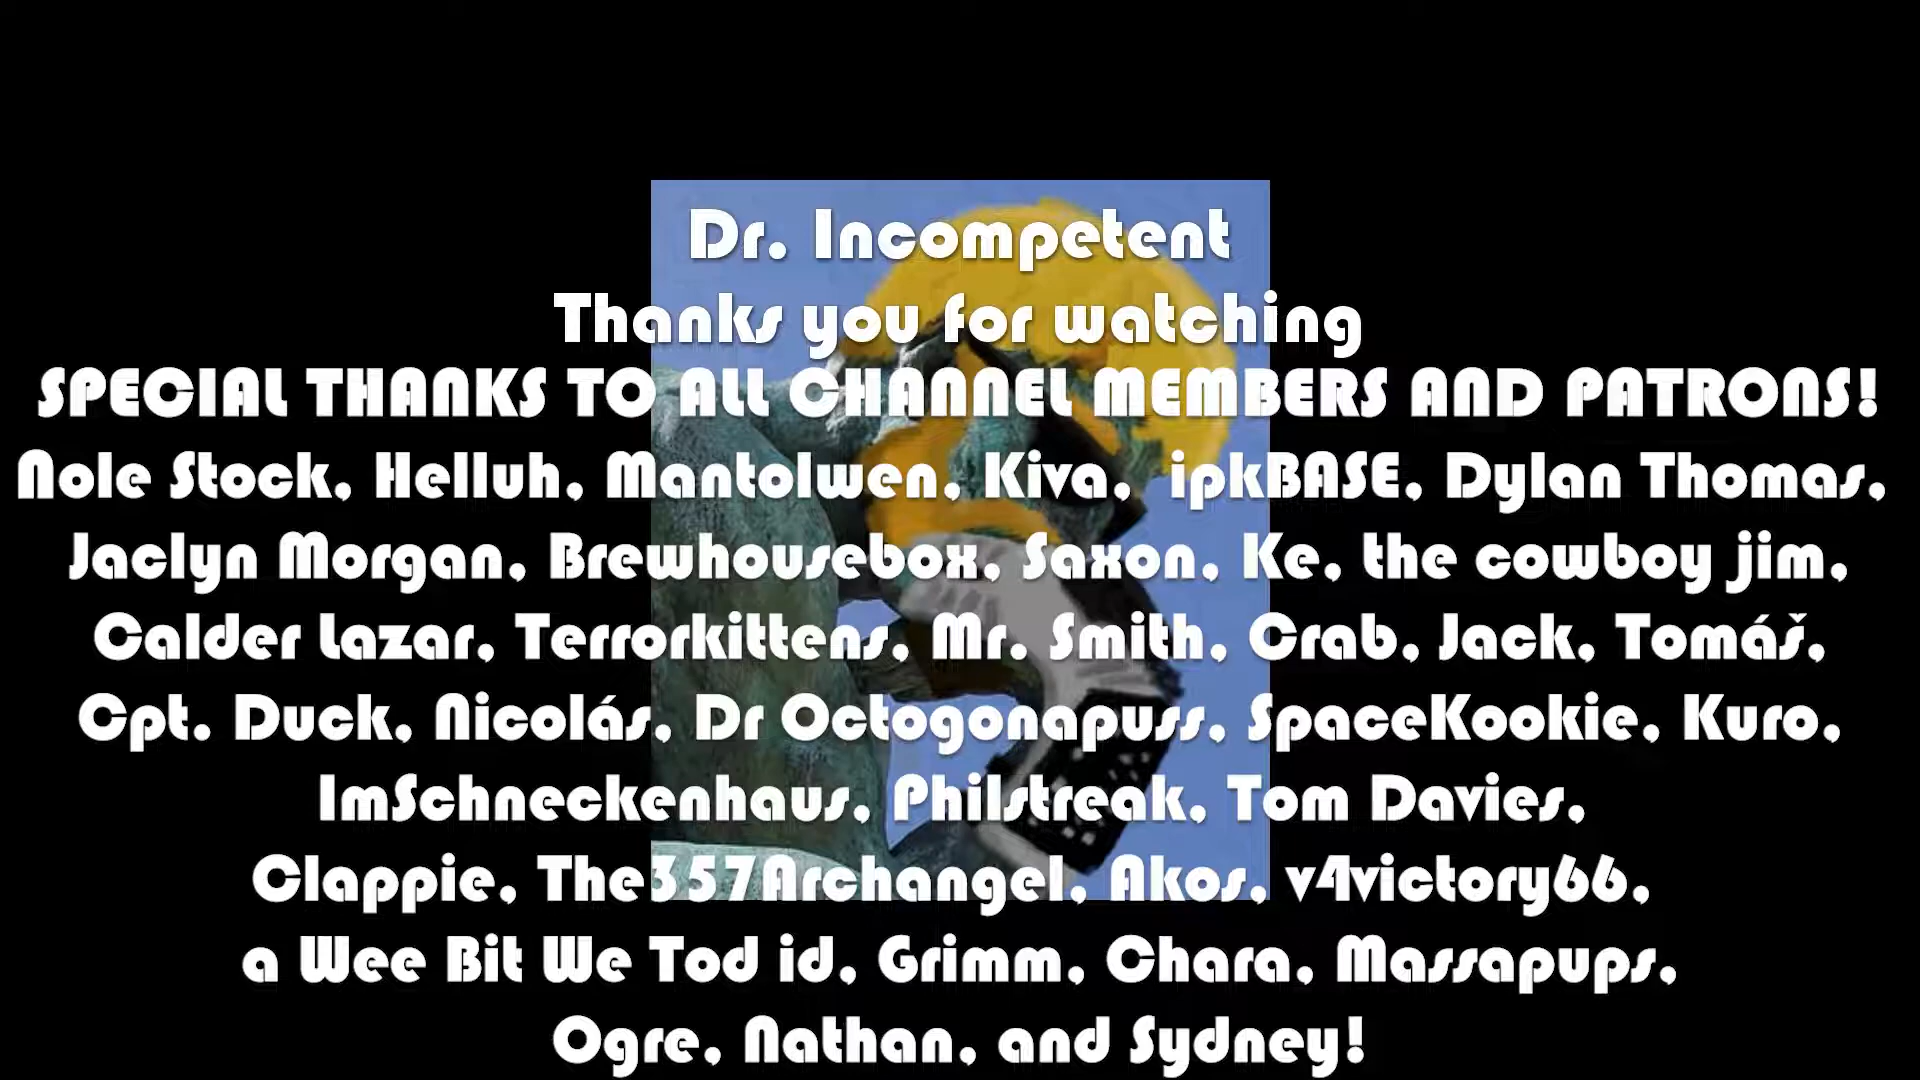 Dr. Incompetent
Thanks you for watching
SPECIAL THANKS TO ALL CHANNEL MEMBERS AND PATRONS!
Nole Stock, Helluh, Mantolwen, Kiva, ipkBASE, Dylan Thomas,
Jaclyn Morgan, Brewhousebox, Saxon, Ke, the cowboy jim,
Calder Lazar, Terrorkittens, Mr. Smith, Crab, Jack, Tomáš,
Cpt. Duck, Nicolás, Dr Octogonapuss, SpaceKookie, Kuro,
ImSchneckenhaus, Philstreak, Tom Davies,
Clappie, The357Archangel, Akos, v4victory66,
a Wee Bit We Tod id, Grimm, Chara, Massapups,
Ogre, Nathan, and Sydney!